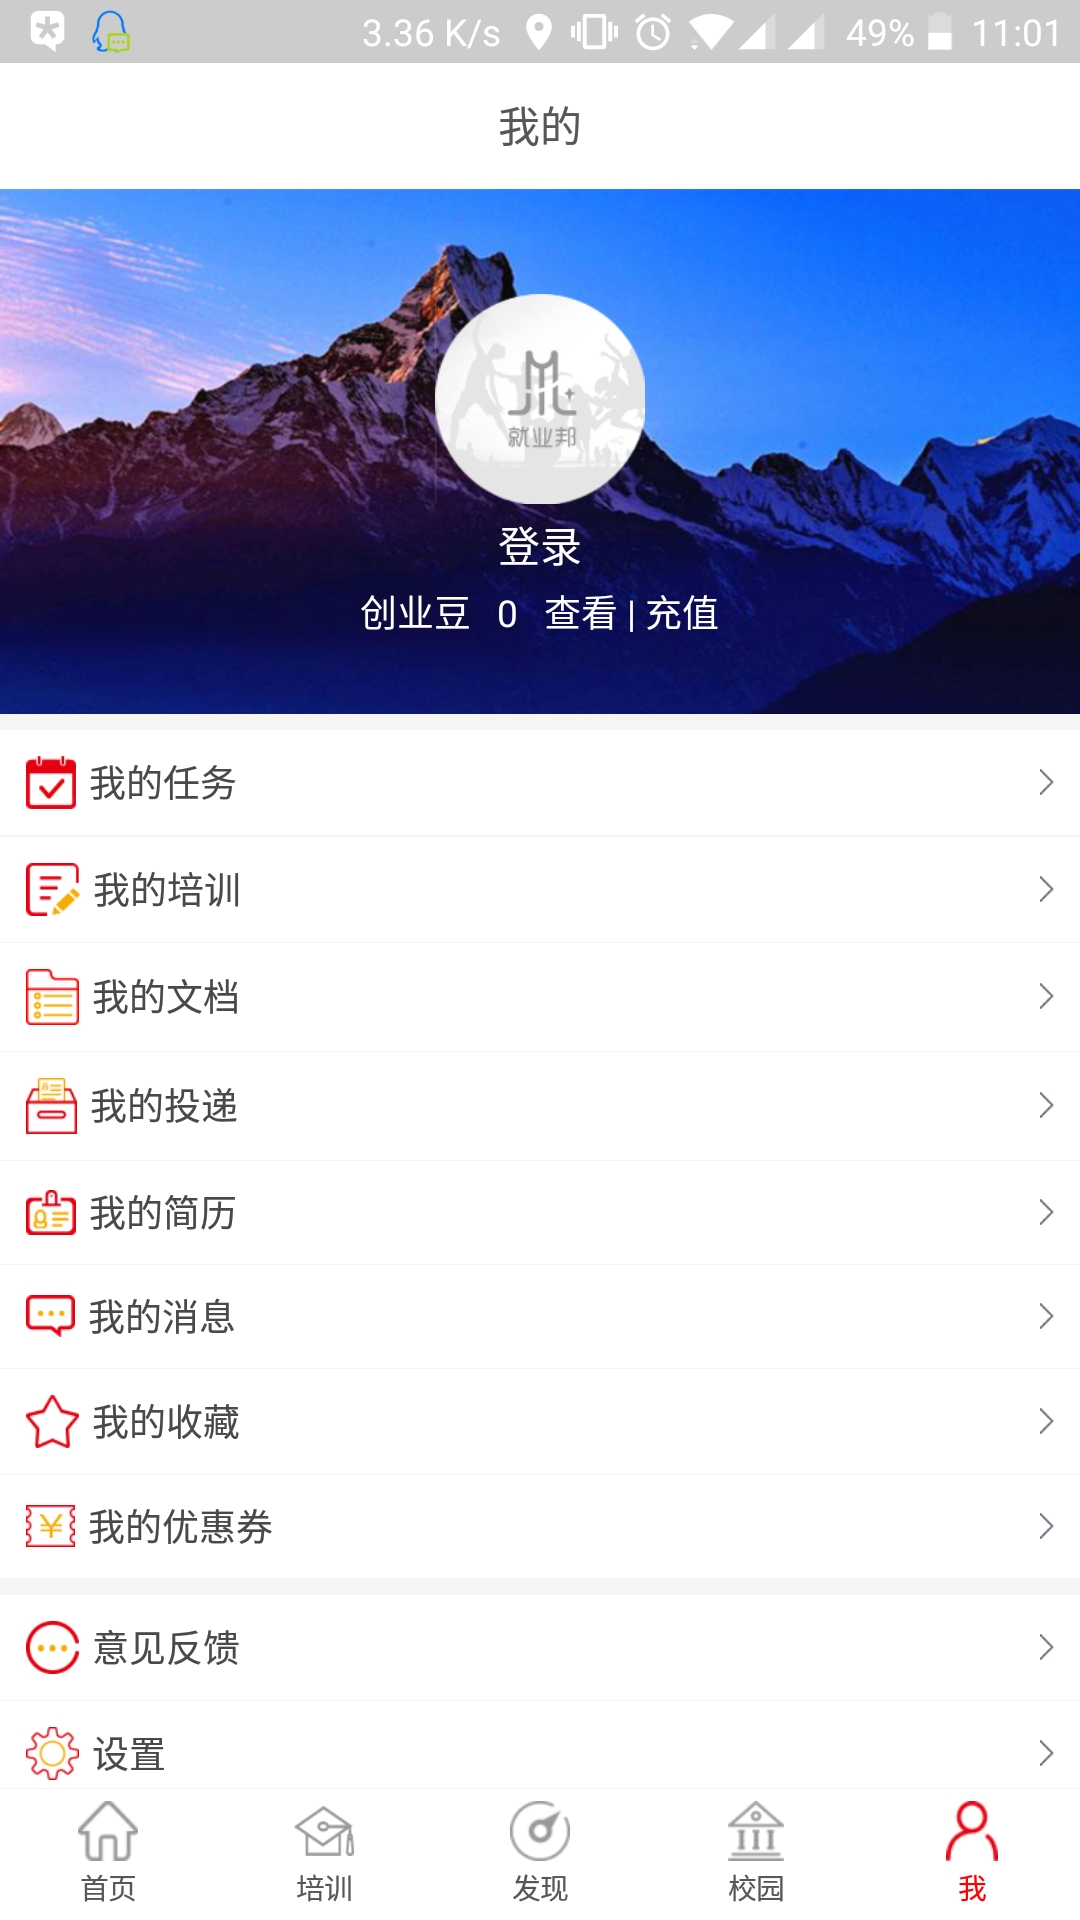 3.36 K/s 49% 11:01
我的
就业邦
登录
创业豆 0 查看 | 充值
我的任务
我的培训
我的文档
我的投递
我的简历
我的消息
我的收藏
我的优惠券
意见反馈
设置
首页 培训 发现 校园 我